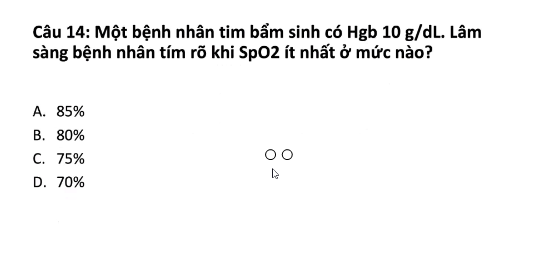 Câu 14: Một bệnh nhân tim bẩm sinh có Hgb 10 g/dL. Lâm
sàng bệnh nhân tím rõ khi SpO2 ít nhất ở mức nào?
A. 85%
B. 80%
C. 75%
D. 70%